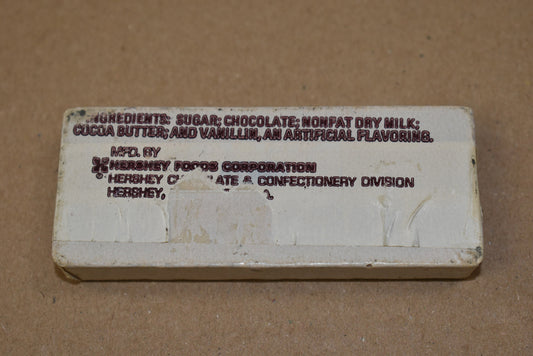 INGREDIENTS: SUGAR; CHOCOLATE; NONFAT DRY MILK;
COCOA BUTTER; AND VANILLIN, AN ARTIFICIAL FLAVORING.
MFD. BY
HERSHEY FOODS CORPORATION
HERSHEY & CONFECTIONERY DIVISION
HERSHEY,